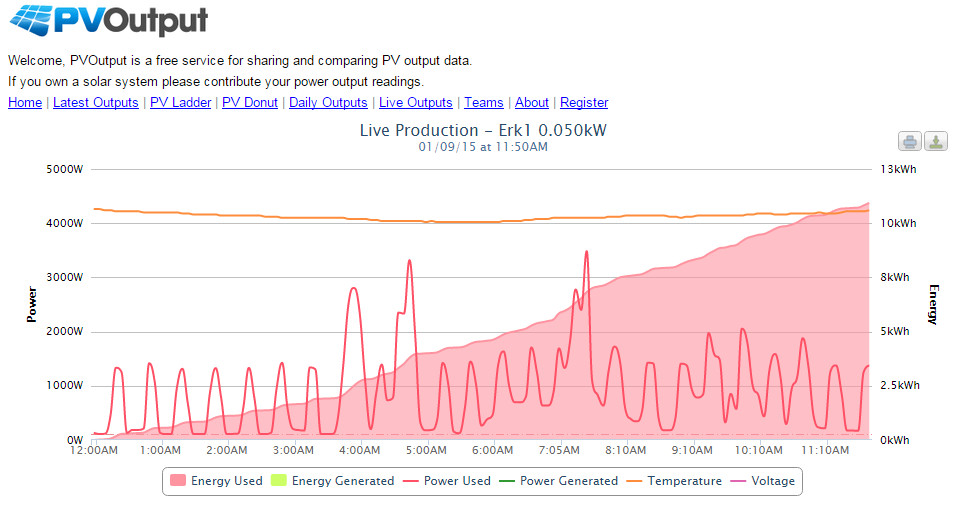 PVOutput
Welcome, PVOutput is a free service for sharing and comparing PV output data.
If you own a solar system please contribute your power output readings.
Home | Latest Outputs | PV Ladder | PV Donut | Daily Outputs | Live Outputs | Teams | About | Register
Live Production - Erk1 0.050kW
01/09/15 at 11:50AM
5000W 13kWh
4000W 10kWh
3000W 8kWh
Power Energy
2000W 5kWh
1000W 2.5kWh
0W 0kWh
12:00AM 1:00AM 2:00AM 3:00AM 4:00AM 5:00AM 6:00AM 7:05AM 8:10AM 9:10AM 10:10AM 11:10AM
Energy Used Energy Generated Power Used Power Generated Temperature Voltage